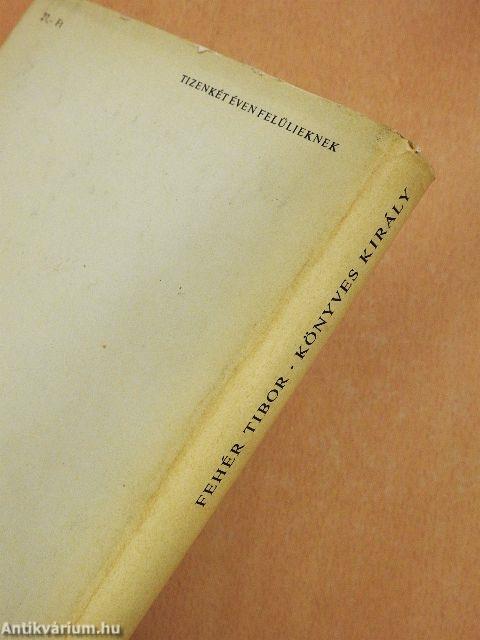 TIZENKÉT ÉVEN FELÜLIEKNEK
FEHÉR TIBOR · KÖNYVES KIRÁLY
Antikvárium.hu